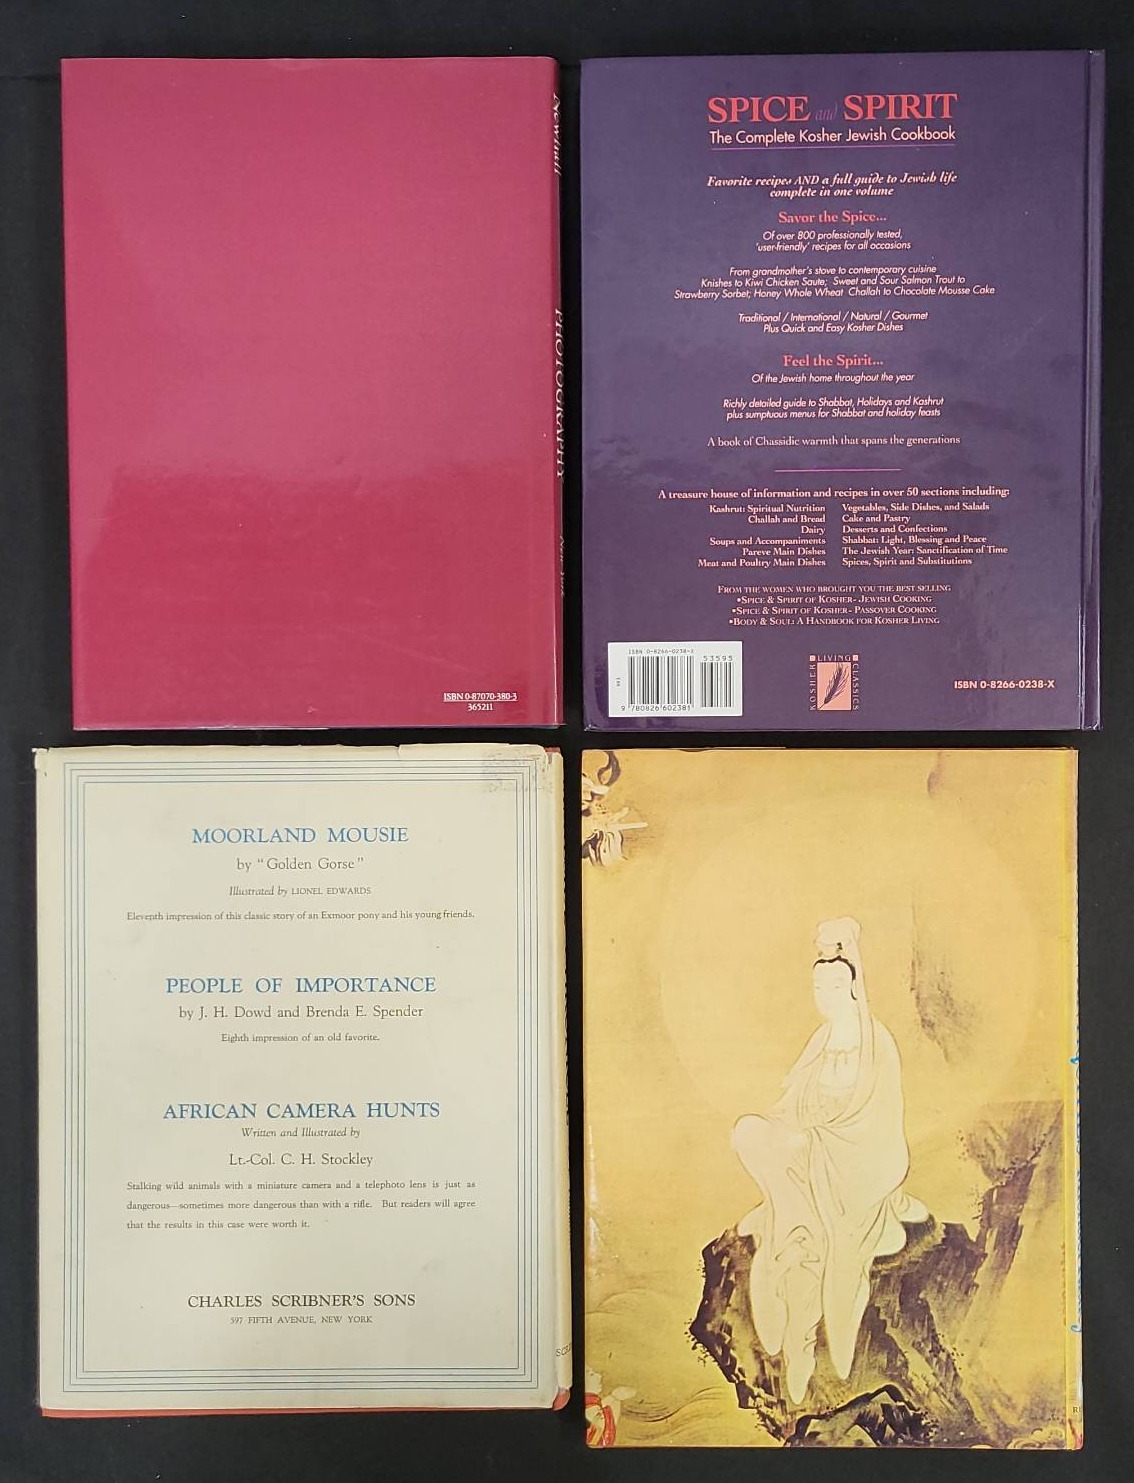 Newhall
PHOTOGRAPHY
New York
ISBN 0-87070-380-3
365211
SPICE and SPIRIT
The Complete Kosher Jewish Cookbook
Favorite recipes AND a full guide to Jewish life
complete in one volume
Savor the Spice...
Of over 800 professionally tested,
'user-friendly' recipes for all occasions
From grandmother's stove to contemporary cuisine
Knishes to Kiwi Chicken Saute; Sweet and Sour Salmon Trout to
Strawberry Sorbet; Honey Whole Wheat Challah to Chocolate Mousse Cake
Traditional / International / Natural / Gourmet
Plus Quick and Easy Kosher Dishes
Feel the Spirit...
Of the Jewish home throughout the year
Richly detailed guide to Shabbat, Holidays and Kashrut
plus sumptuous menus for Shabbat and holiday feasts
A book of Chassidic warmth that spans the generations
A treasure house of information and recipes in over 50 sections including:
Kashrut: Spiritual Nutrition
Challah and Bread
Dairy
Soups and Accompaniments
Pareve Main Dishes
Meat and Poultry Main Dishes
Vegetables, Side Dishes, and Salads
Cake and Pastry
Desserts and Confections
Shabbat: Light, Blessing and Peace
The Jewish Year: Sanctification of Time
Spices, Spirit and Substitutions
FROM THE WOMEN WHO BROUGHT YOU THE BEST SELLING
•SPICE & SPIRIT OF KOSHER- JEWISH COOKING
•SPICE & SPIRIT OF KOSHER- PASSOVER COOKING
•BODY & SOUL: A HANDBOOK FOR KOSHER LIVING
ISBN 0-8266-0238-X
53595
9 780826 602381
KOSHER LIVING CLASSICS
ISBN 0-8266-0238-X
MOORLAND MOUSIE
by "Golden Gorse"
Illustrated by LIONEL EDWARDS
Eleventh impression of this classic story of an Exmoor pony and his young friends.
PEOPLE OF IMPORTANCE
by J. H. Dowd and Brenda E. Spender
Eighth impression of an old favorite.
AFRICAN CAMERA HUNTS
Written and Illustrated by
Lt.-Col. C. H. Stockley
Stalking wild animals with a miniature camera and a telephoto lens is just as
dangerous—sometimes more dangerous than with a rifle. But readers will agree
that the results in this case were worth it.
CHARLES SCRIBNER'S SONS
597 FIFTH AVENUE, NEW YORK